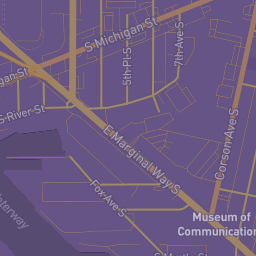 S Michigan St
5th Pl S
7th Ave S
gan St
S River St
E Marginal Way S
Corson Ave S
Fox Ave S
Museum of
Communication
terway